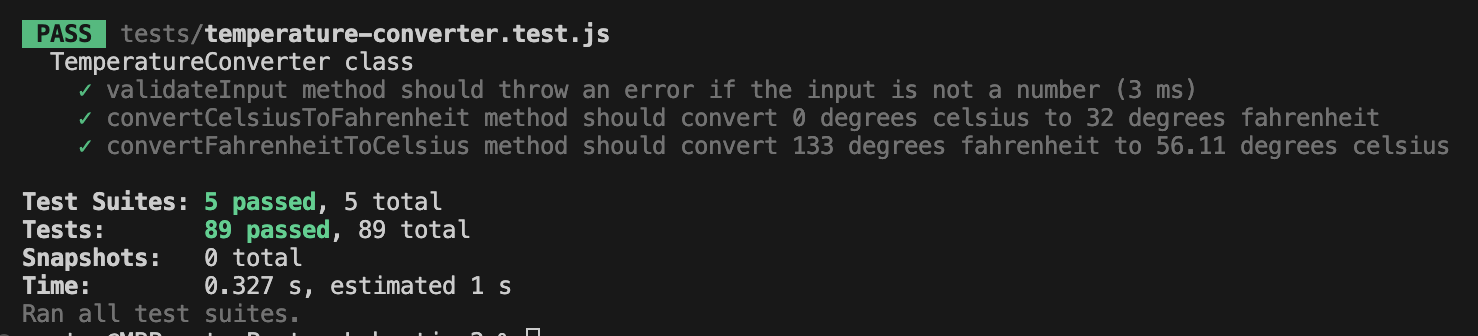 PASS tests/temperature-converter.test.js
TemperatureConverter class
✓ validateInput method should throw an error if the input is not a number (3 ms)
✓ convertCelsiusToFahrenheit method should convert 0 degrees celsius to 32 degrees fahrenheit
✓ convertFahrenheitToCelsius method should convert 133 degrees fahrenheit to 56.11 degrees celsius
Test Suites: 5 passed, 5 total
Tests: 89 passed, 89 total
Snapshots: 0 total
Time: 0.327 s, estimated 1 s
Ran all test suites.